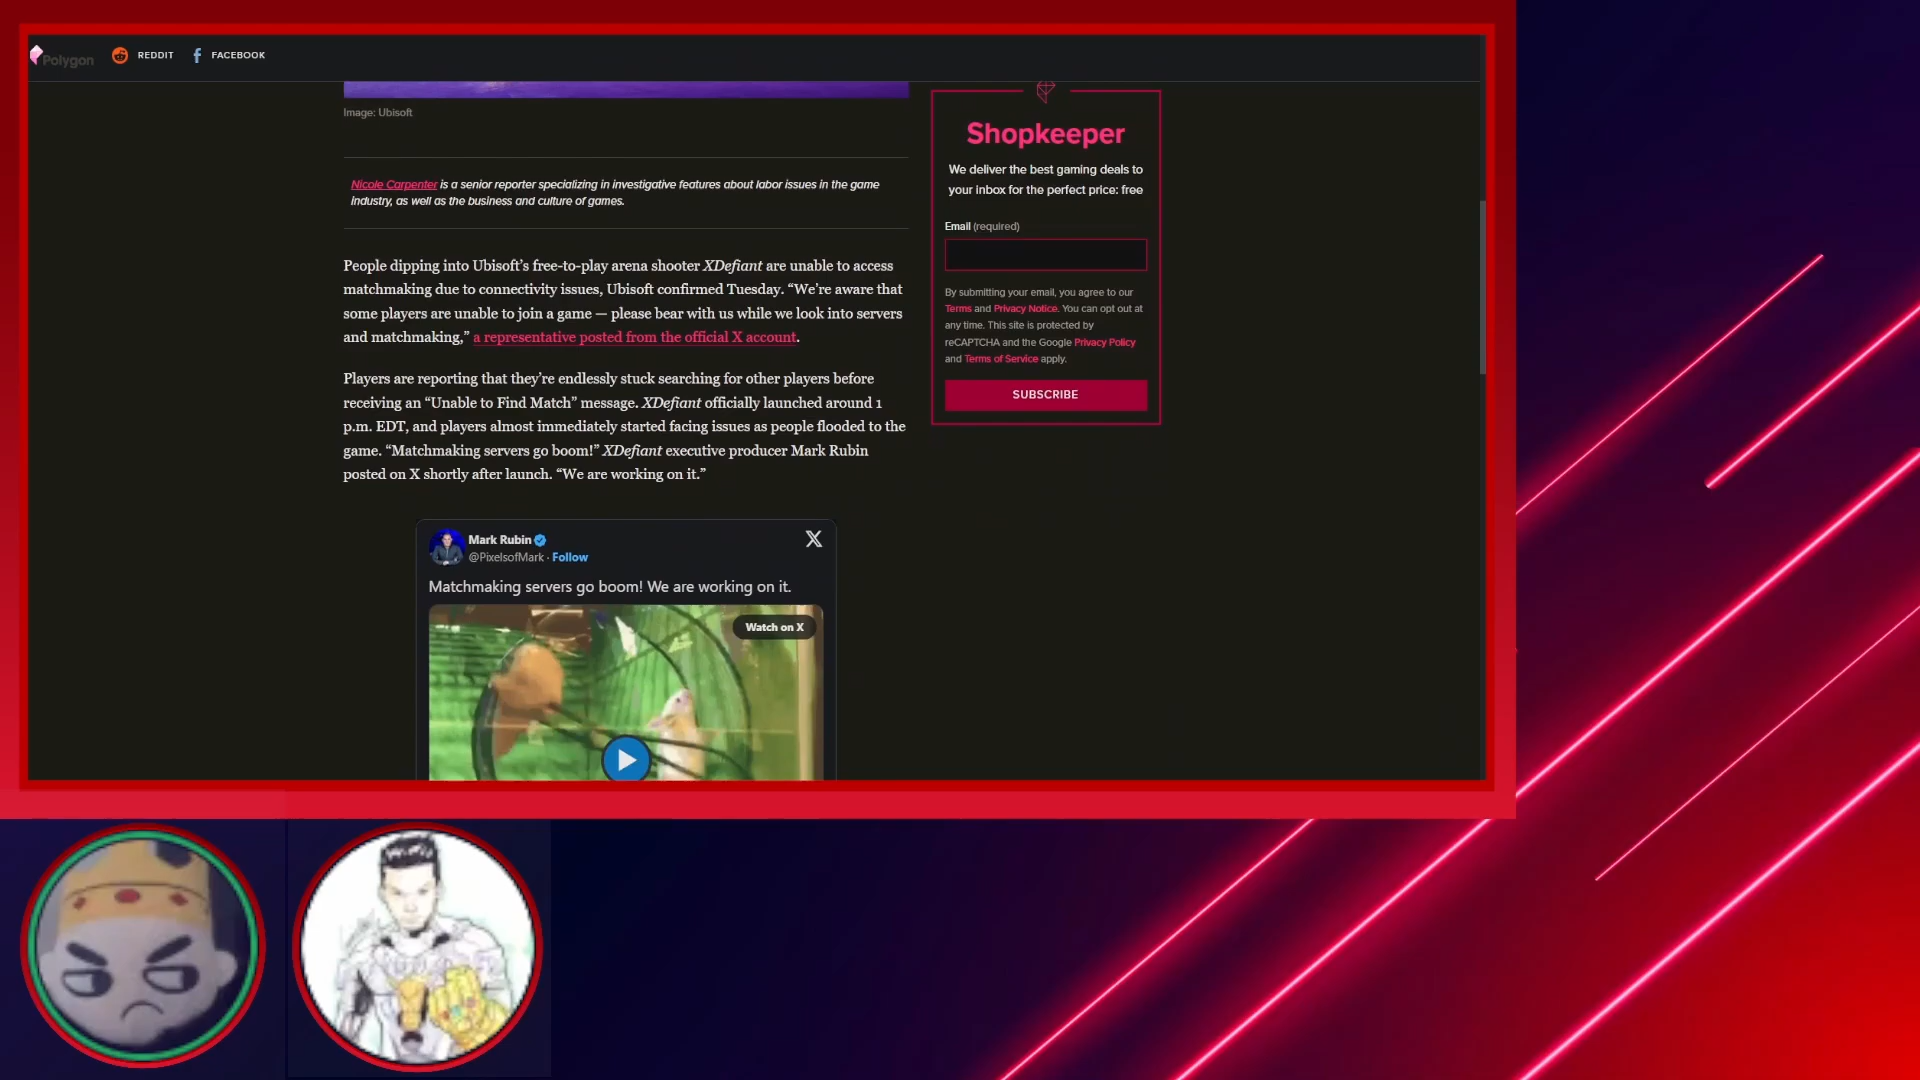 Polygon REDDIT FACEBOOK
Image: Ubisoft
Nicole Carpenter is a senior reporter specializing in investigative features about labor issues in the game
industry, as well as the business and culture of games.
People dipping into Ubisoft’s free-to-play arena shooter XDefiant are unable to access
matchmaking due to connectivity issues, Ubisoft confirmed Tuesday. “We’re aware that
some players are unable to join a game — please bear with us while we look into servers
and matchmaking,” a representative posted from the official X account.
Players are reporting that they’re endlessly stuck searching for other players before
receiving an “Unable to Find Match” message. XDefiant officially launched around 1
p.m. EDT, and players almost immediately started facing issues as people flooded to the
game. “Matchmaking servers go boom!” XDefiant executive producer Mark Rubin
posted on X shortly after launch. “We are working on it.”
Mark Rubin
@PixelsofMark · Follow
Matchmaking servers go boom! We are working on it.
Watch on X
Shopkeeper
We deliver the best gaming deals to
your inbox for the perfect price: free
Email (required)
By submitting your email, you agree to our
Terms and Privacy Notice. You can opt out at
any time. This site is protected by
reCAPTCHA and the Google Privacy Policy
and Terms of Service apply.
SUBSCRIBE